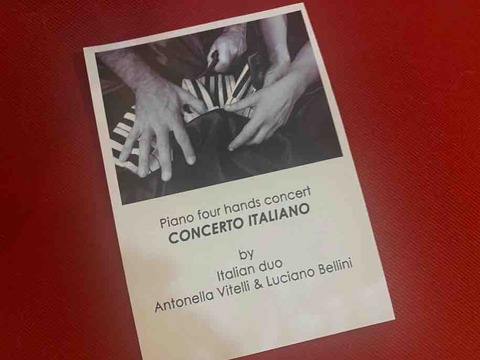 Piano four hands concert
CONCERTO ITALIANO
by
Italian duo
Antonella Vitelli & Luciano Bellini